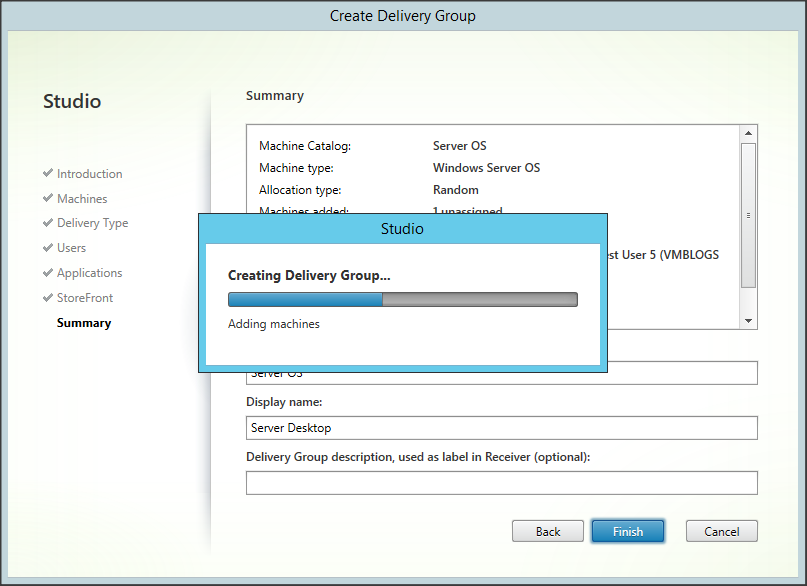 Create Delivery Group
Studio
Introduction
Machines
Delivery Type
Users
Applications
StoreFront
Summary
Summary
Machine Catalog: Server OS
Machine type: Windows Server OS
Allocation type: Random
Machines added: 1 unassigned
User 5 (VMBLOGS
Studio
Creating Delivery Group...
Adding machines
Server OS
Display name:
Server Desktop
Delivery Group description, used as label in Receiver (optional):
Back
Finish
Cancel